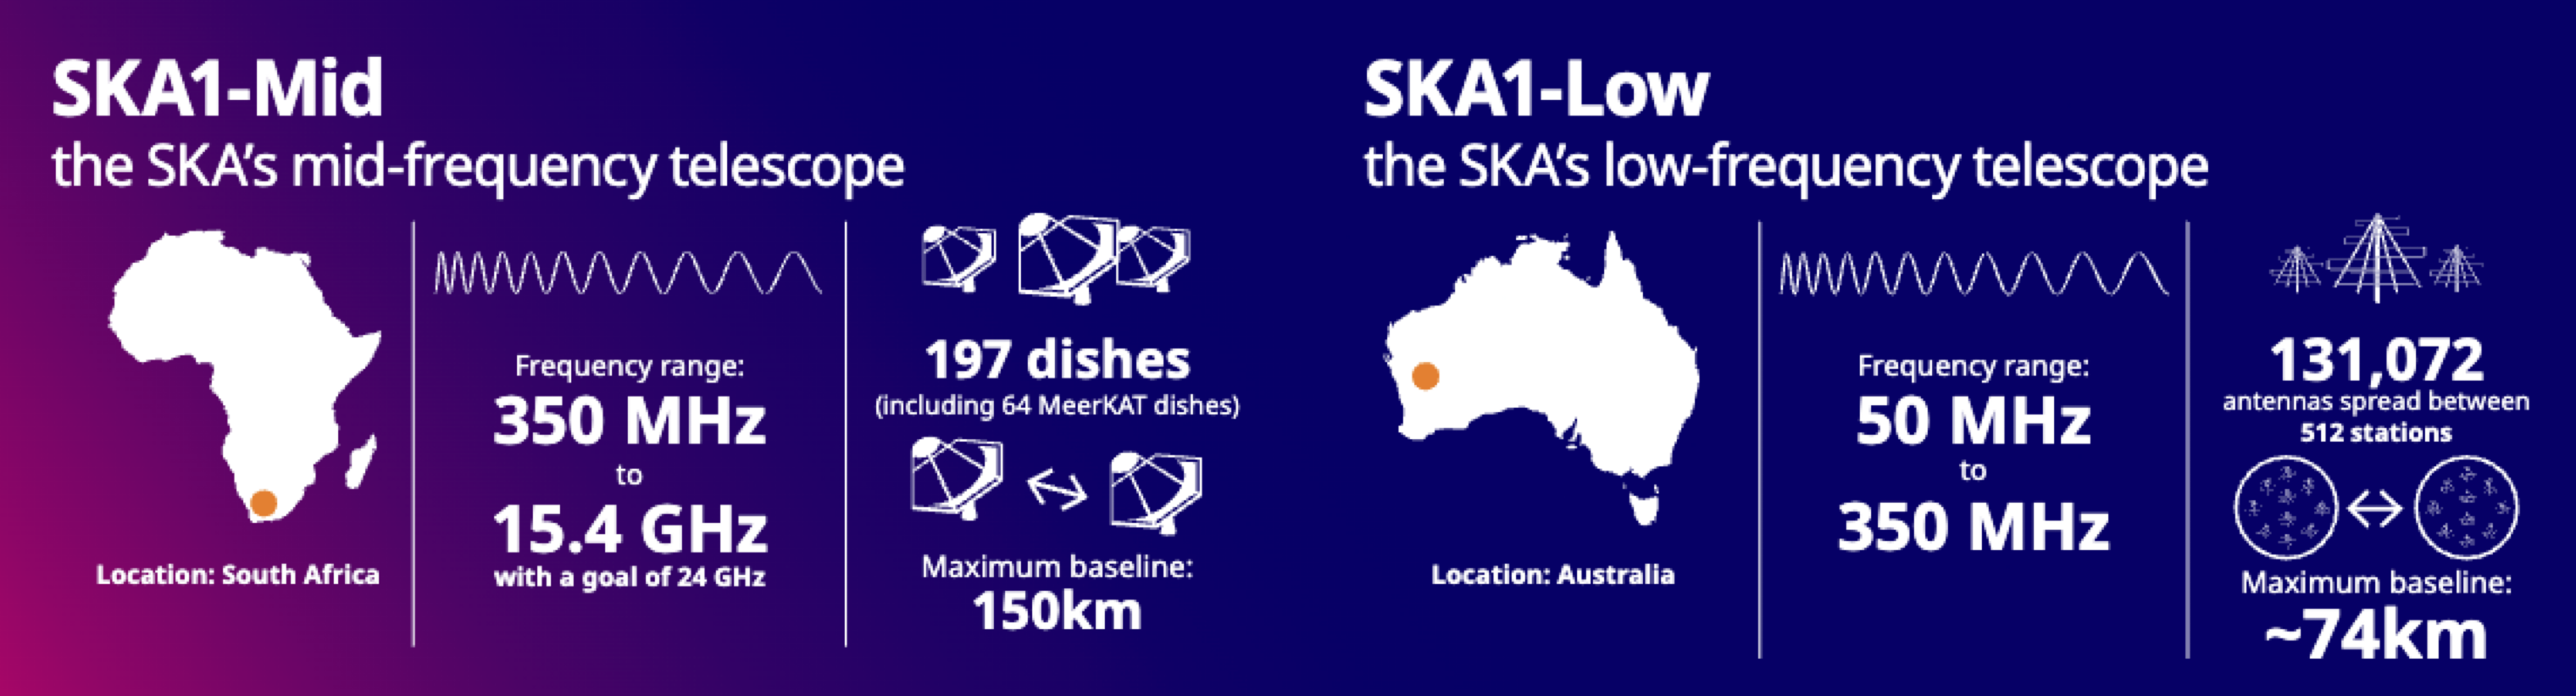 SKA1-Mid
the SKA's mid-frequency telescope
Location: South Africa
Frequency range:
350 MHz
to
15.4 GHz
with a goal of 24 GHz
197 dishes
(including 64 MeerKAT dishes)
Maximum baseline:
150km
SKA1-Low
the SKA's low-frequency telescope
Location: Australia
Frequency range:
50 MHz
to
350 MHz
131,072
antennas spread between
512 stations
Maximum baseline:
~74km